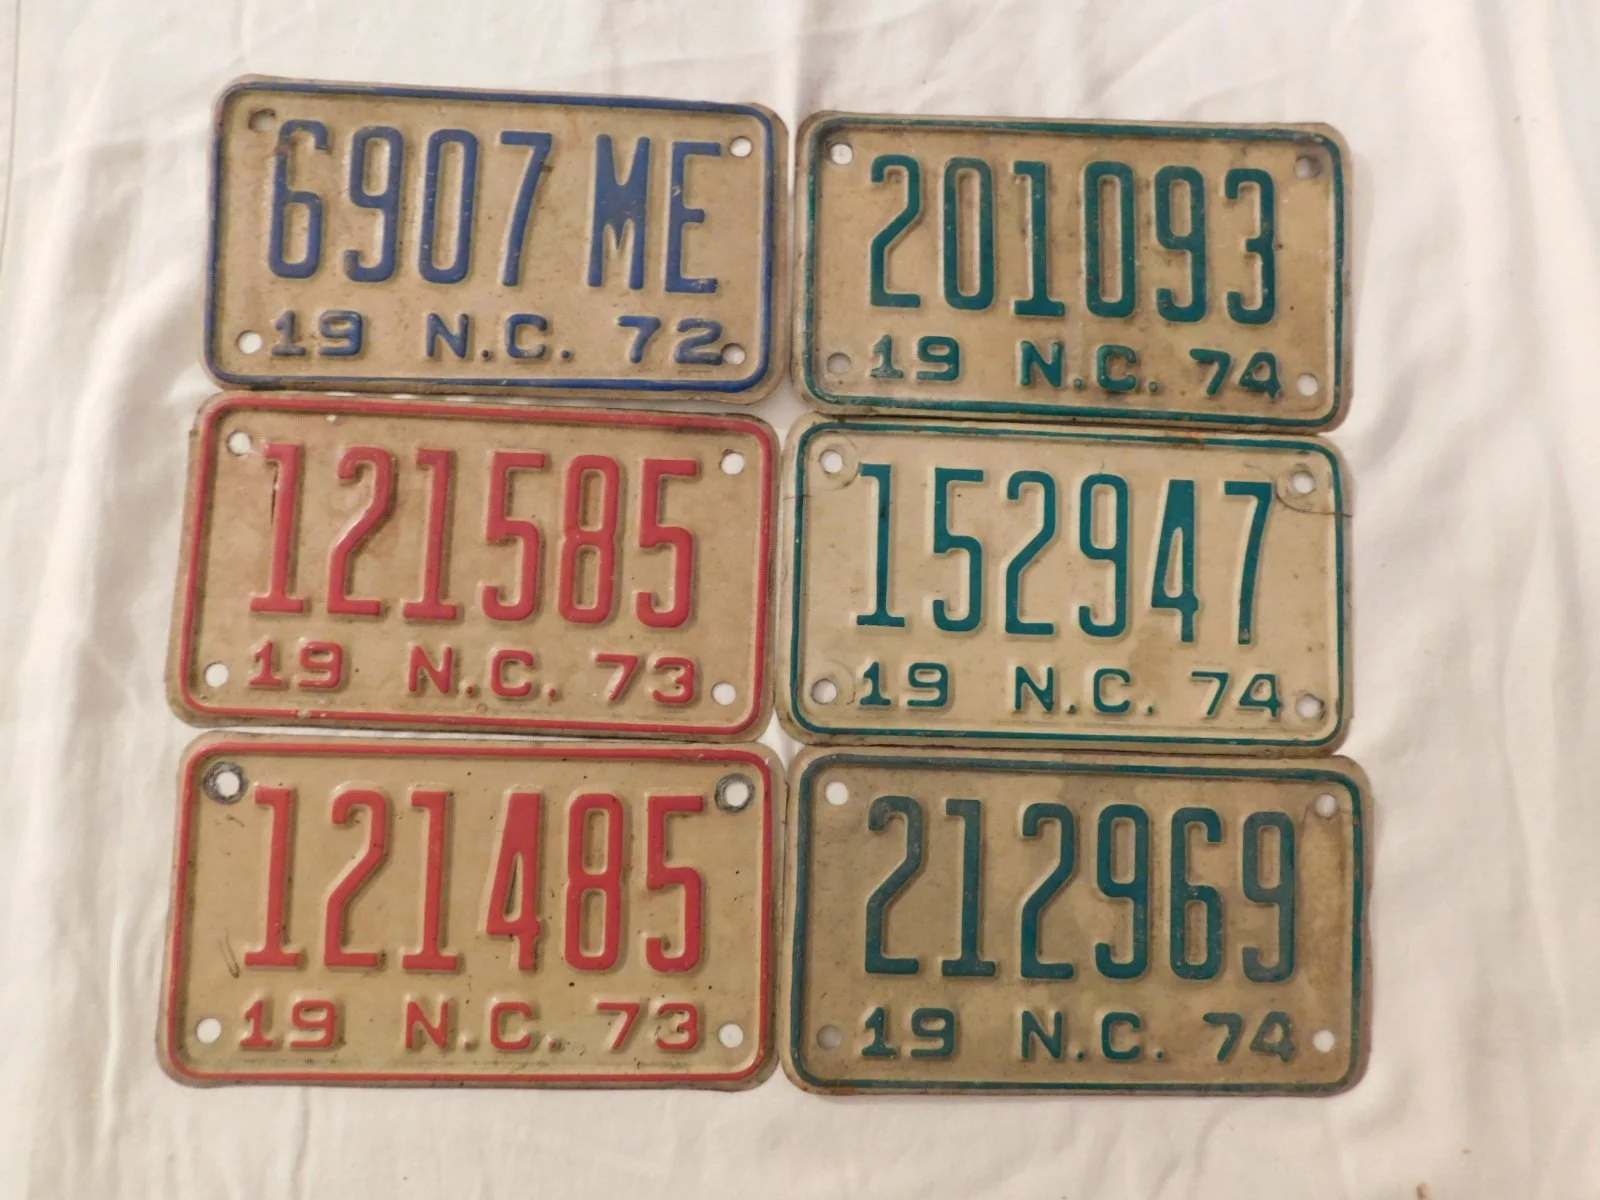 6907 ME
19 N.C. 72
201093
19 N.C. 74
121585
19 N.C. 73
152947
19 N.C. 74
121485
19 N.C. 73
212969
19 N.C. 74